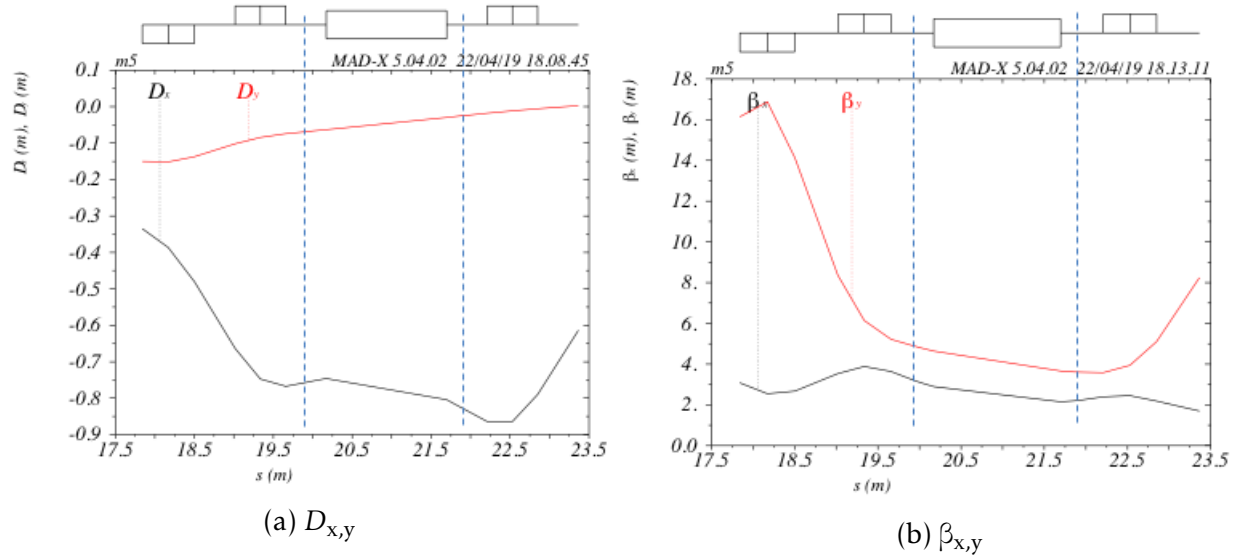 m5 MAD-X 5.04.02 22/04/19 18.08.45
0.1
0.0
-0.1
-0.2
-0.3
-0.4
-0.5
-0.6
-0.7
-0.8
-0.9
Dx Dy
17.5 18.5 19.5 20.5 21.5 22.5 23.5
s (m)
(a) Dx,y
m5 MAD-X 5.04.02 22/04/19 18.13.11
18.
16.
14.
12.
10.
8.
6.
4.
2.
0.0
βx (m), βy (m)
βx βy
17.5 18.5 19.5 20.5 21.5 22.5 23.5
s (m)
(b) βx,y